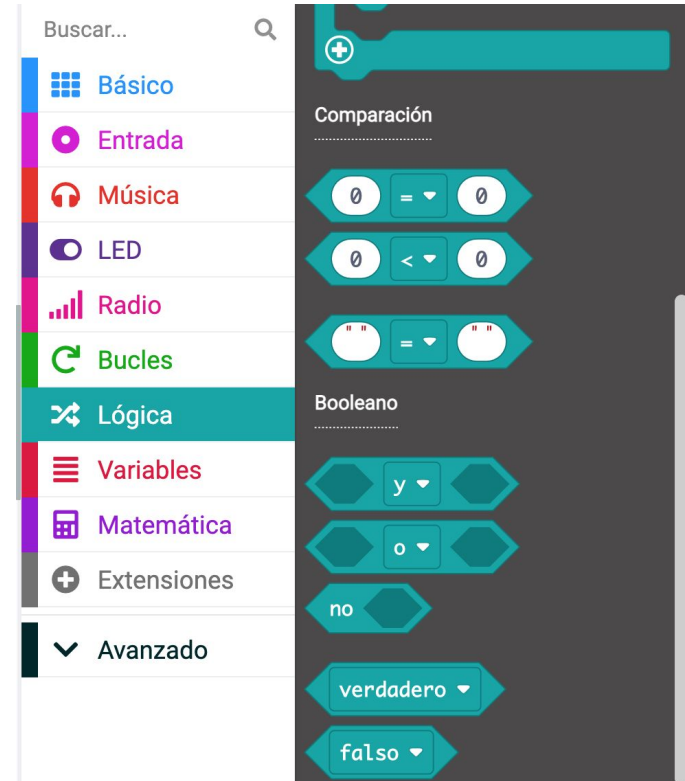 Buscar...
Básico
Entrada
Música
LED
Radio
Bucles
Lógica
Variables
Matemática
Extensiones
Avanzado
Comparación
0 = 0
0 < 0
" " = " "
Booleano
y
o
no
verdadero
falso